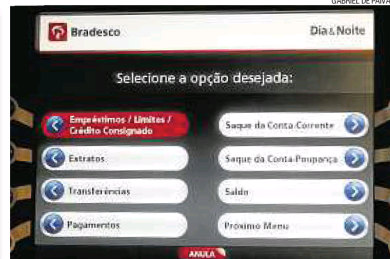 GABRIEL DE PAIVA
Bradesco
Dia & Noite
Selecione a opção desejada:
Empréstimos / Limites /
Crédito Consignado
Saque da Conta-Corrente
Extratos
Saque da Conta-Poupança
Transferências
Saldo
Pagamentos
Próximo Menu
ANULA